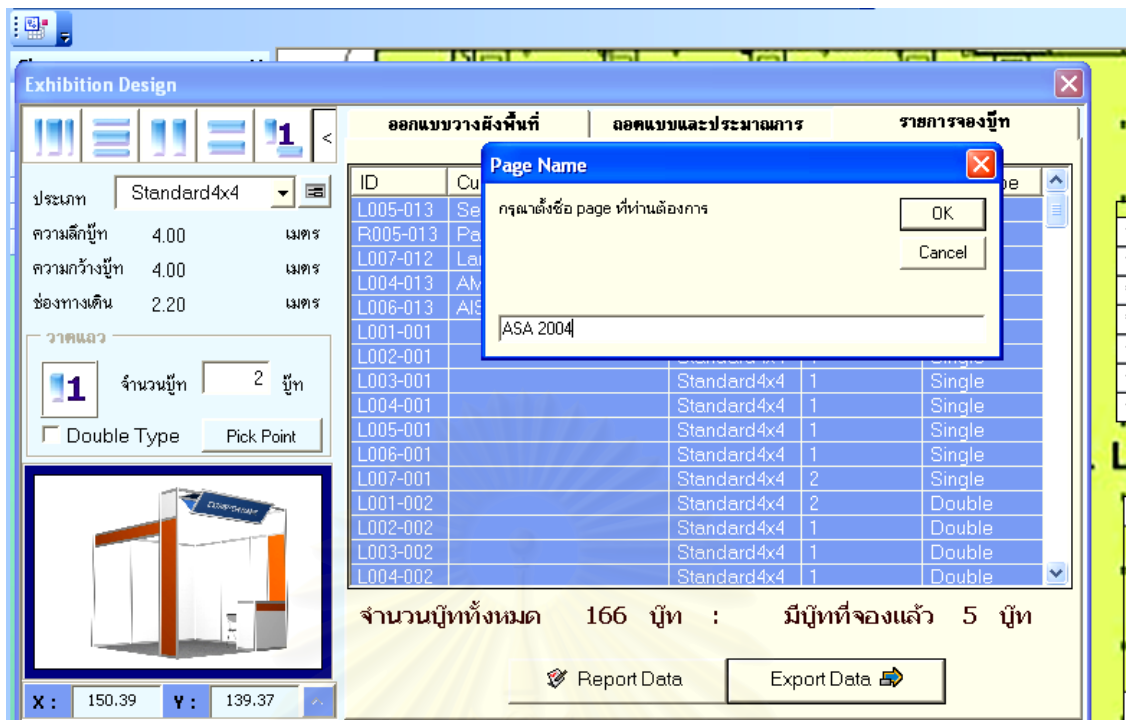 Exhibition Design
1
<
ออกแบบวางผังพื้นที่
ถอดแบบและประมาณการ
รายการจองบู๊ท
ประเภท Standard4x4
ความลึกบู๊ท 4.00 เมตร
ความกว้างบู๊ท 4.00 เมตร
ช่องทางเดิน 2.20 เมตร
วาดแถว
1 จำนวนบู๊ท 2 บู๊ท
Double Type Pick Point
X : 150.39 Y : 139.37
Page Name
กรุณาตั้งชื่อ page ที่ท่านต้องการ
OK
Cancel
ASA 2004
ID
L005-013 Se
R005-013 Pa
L007-012 La
L004-013 AM
L006-013 AIS
L001-001
L002-001
L003-001 Standard4x4 1 Single
L004-001 Standard4x4 1 Single
L005-001 Standard4x4 1 Single
L006-001 Standard4x4 1 Single
L007-001 Standard4x4 2 Single
L001-002 Standard4x4 2 Double
L002-002 Standard4x4 1 Double
L003-002 Standard4x4 1 Double
L004-002 Standard4x4 1 Double
จำนวนบู๊ททั้งหมด 166 บู๊ท : มีบู๊ทที่จองแล้ว 5 บู๊ท
Report Data Export Data